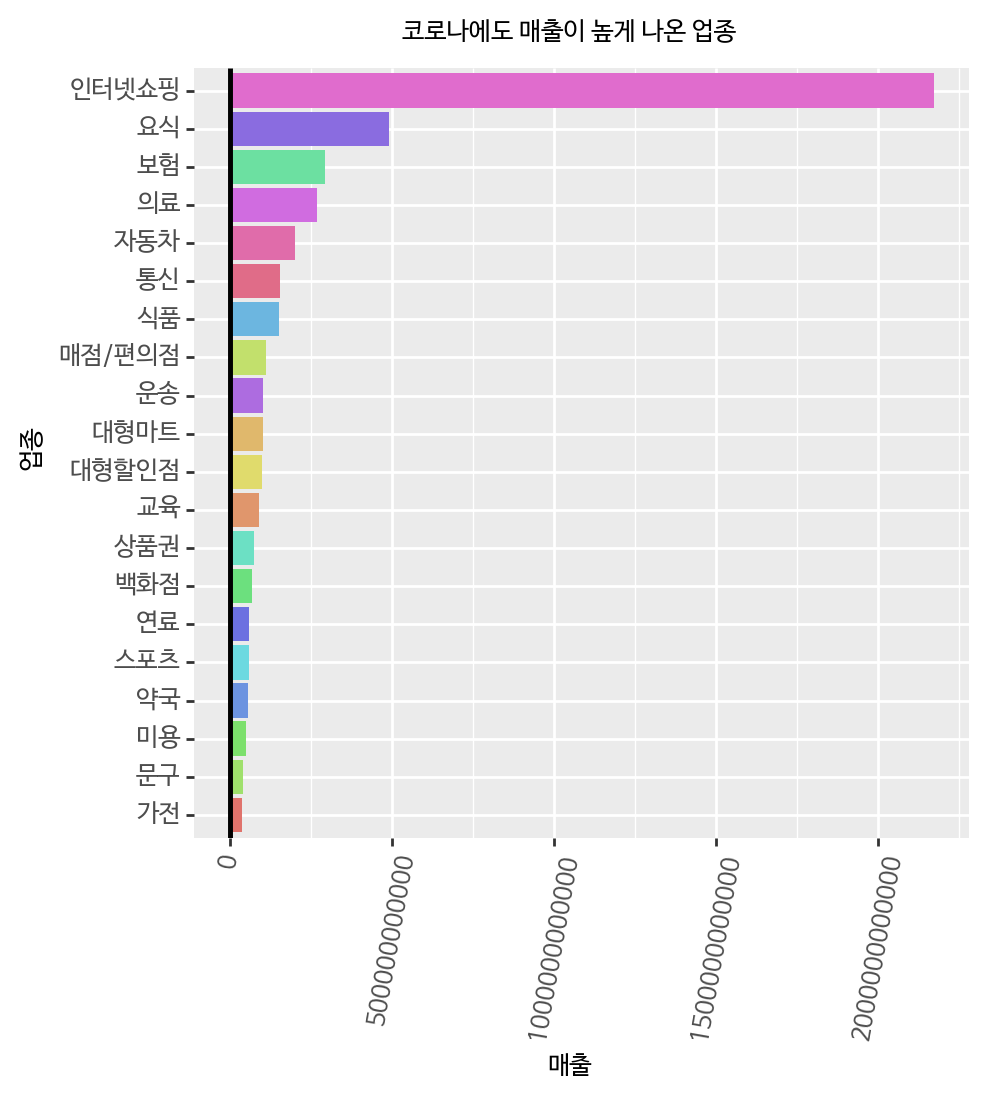 코로나에도 매출이 높게 나온 업종
인터넷쇼핑
요식
보험
의료
자동차
통신
식품
매점/편의점
운송
대형마트
대형할인점
교육
상품권
백화점
연료
스포츠
약국
미용
문구
가전
업종
0
500000000000
1000000000000
1500000000000
2000000000000
매출